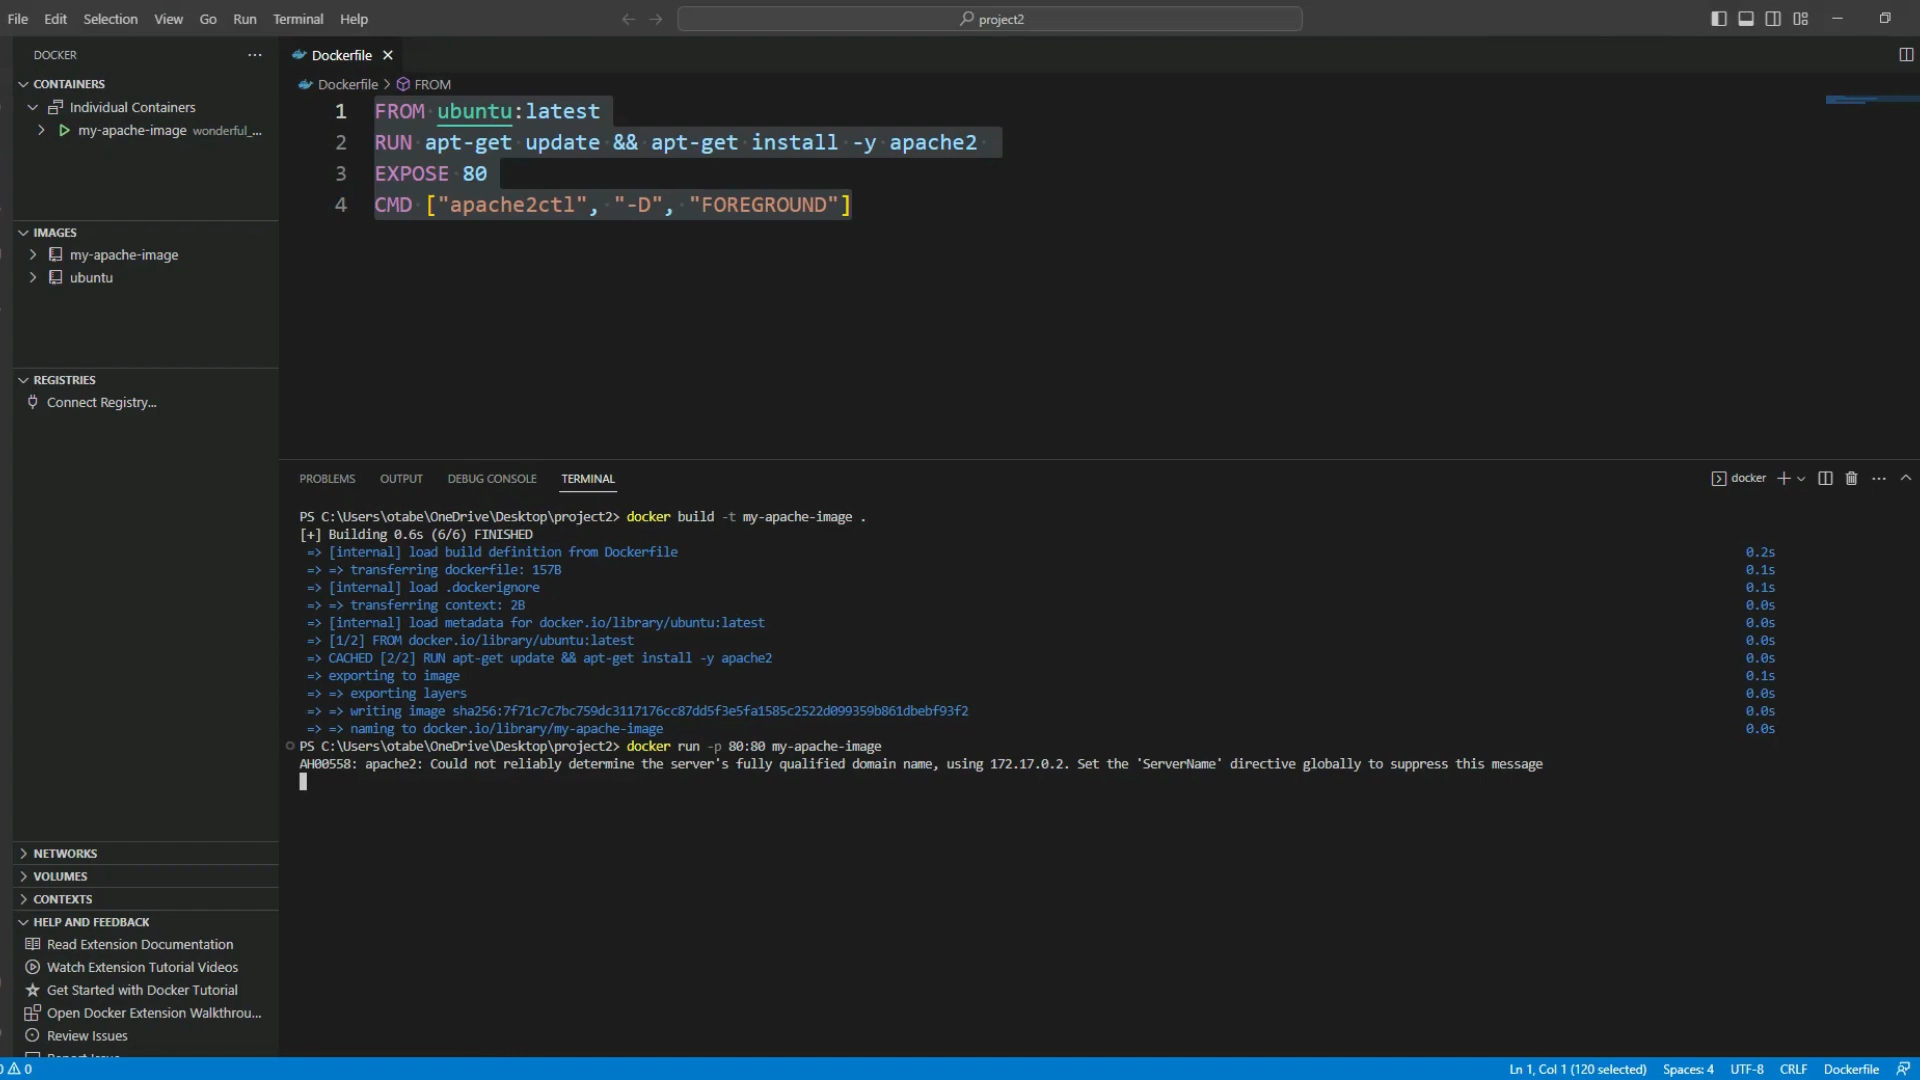 File Edit Selection View Go Run Terminal Help
project2
DOCKER
CONTAINERS
Individual Containers
my-apache-image wonderful_...
IMAGES
my-apache-image
ubuntu
REGISTRIES
Connect Registry...
NETWORKS
VOLUMES
CONTEXTS
HELP AND FEEDBACK
Read Extension Documentation
Watch Extension Tutorial Videos
Get Started with Docker Tutorial
Open Docker Extension Walkthrou...
Review Issues
Dockerfile
Dockerfile > FROM
1 FROM ubuntu:latest
2 RUN apt-get update && apt-get install -y apache2
3 EXPOSE 80
4 CMD ["apache2ctl", "-D", "FOREGROUND"]
PROBLEMS OUTPUT DEBUG CONSOLE TERMINAL
docker
PS C:\Users\otabe\OneDrive\Desktop\project2> docker build -t my-apache-image .
[+] Building 0.6s (6/6) FINISHED
=> [internal] load build definition from Dockerfile 0.2s
=> => transferring dockerfile: 157B 0.1s
=> [internal] load .dockerignore 0.1s
=> => transferring context: 2B 0.0s
=> [internal] load metadata for docker.io/library/ubuntu:latest 0.0s
=> [1/2] FROM docker.io/library/ubuntu:latest 0.0s
=> CACHED [2/2] RUN apt-get update && apt-get install -y apache2 0.0s
=> exporting to image 0.1s
=> => exporting layers 0.0s
=> => writing image sha256:7f71c7c7bc759dc3117176cc87dd5f3e5fa1585c2522d099359b861dbebf93f2 0.0s
=> => naming to docker.io/library/my-apache-image 0.0s
PS C:\Users\otabe\OneDrive\Desktop\project2> docker run -p 80:80 my-apache-image
AH00558: apache2: Could not reliably determine the server's fully qualified domain name, using 172.17.0.2. Set the 'ServerName' directive globally to suppress this message
0
Ln 1, Col 1 (120 selected) Spaces: 4 UTF-8 CRLF Dockerfile